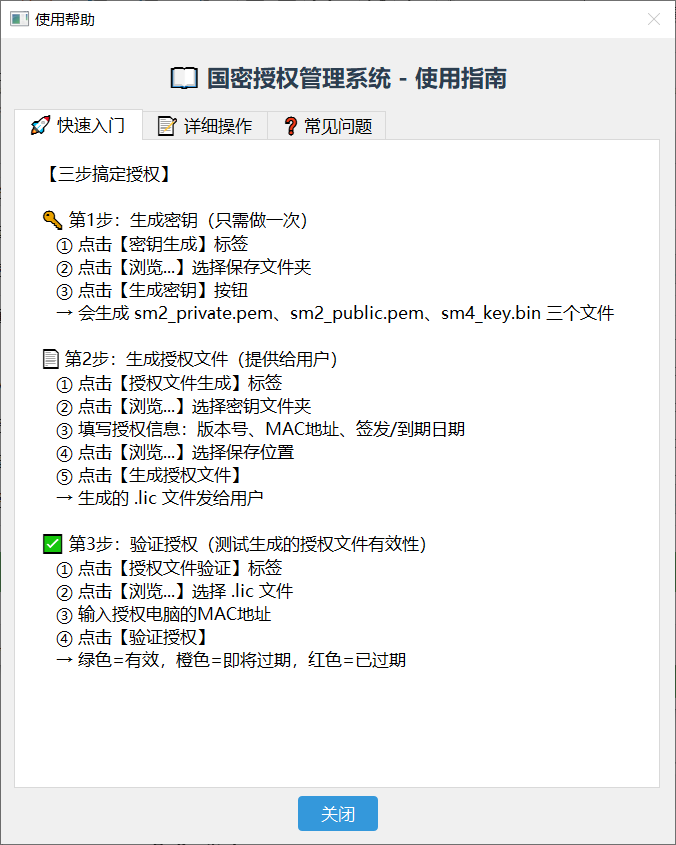 使用帮助
国密授权管理系统 - 使用指南
快速入门
详细操作
常见问题
【三步搞定授权】
第1步：生成密钥（只需做一次）
① 点击【密钥生成】标签
② 点击【浏览...】选择保存文件夹
③ 点击【生成密钥】按钮
→ 会生成 sm2_private.pem、sm2_public.pem、sm4_key.bin 三个文件
第2步：生成授权文件（提供给用户）
① 点击【授权文件生成】标签
② 点击【浏览...】选择密钥文件夹
③ 填写授权信息：版本号、MAC地址、签发/到期日期
④ 点击【浏览...】选择保存位置
⑤ 点击【生成授权文件】
→ 生成的 .lic 文件发给用户
第3步：验证授权（测试生成的授权文件有效性）
① 点击【授权文件验证】标签
② 点击【浏览...】选择 .lic 文件
③ 输入授权电脑的MAC地址
④ 点击【验证授权】
→ 绿色=有效，橙色=即将过期，红色=已过期
关闭